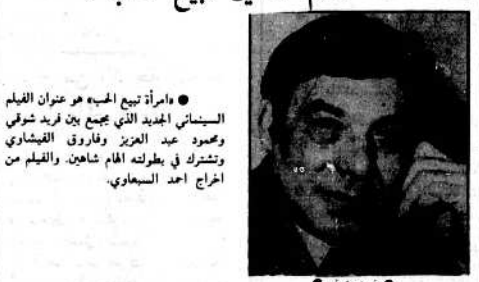 ● «امرأة تبيع الحب» هو عنوان الفيلم
السينمائي الجديد الذي يجمع بين فريد شوقي
ومحمود عبد العزيز وفاروق الفيشاوي
وتشترك في بطولته الهام شاهين. والفيلم من
اخراج احمد السبعاوي.